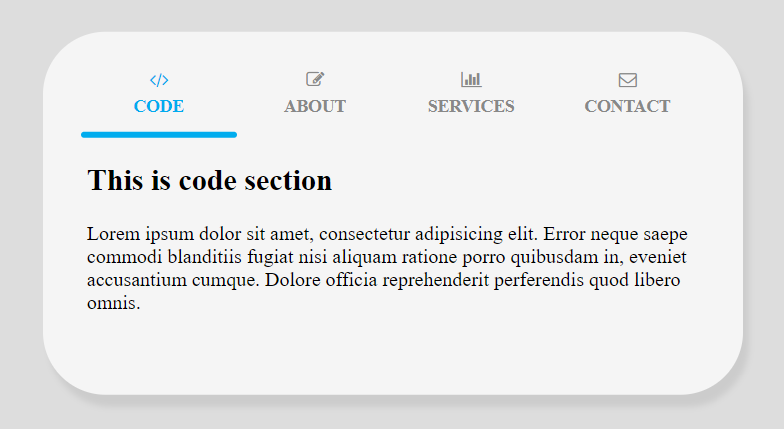 CODE ABOUT SERVICES CONTACT
This is code section
Lorem ipsum dolor sit amet, consectetur adipisicing elit. Error neque saepe
commodi blanditiis fugiat nisi aliquam ratione porro quibusdam in, eveniet
accusantium cumque. Dolore officia reprehenderit perferendis quod libero
omnis.